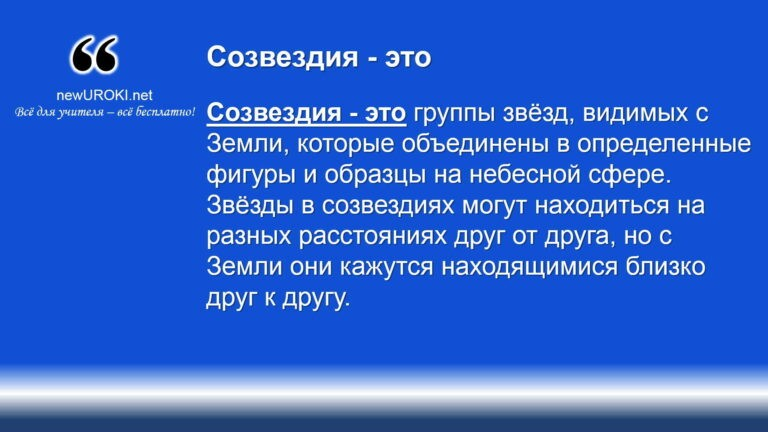 Созвездия - это
newUROKI.net
Всё для учителя – всё бесплатно!
Созвездия - это группы звёзд, видимых с
Земли, которые объединены в определенные
фигуры и образцы на небесной сфере.
Звёзды в созвездиях могут находиться на
разных расстояниях друг от друга, но с
Земли они кажутся находящимися близко
друг к другу.